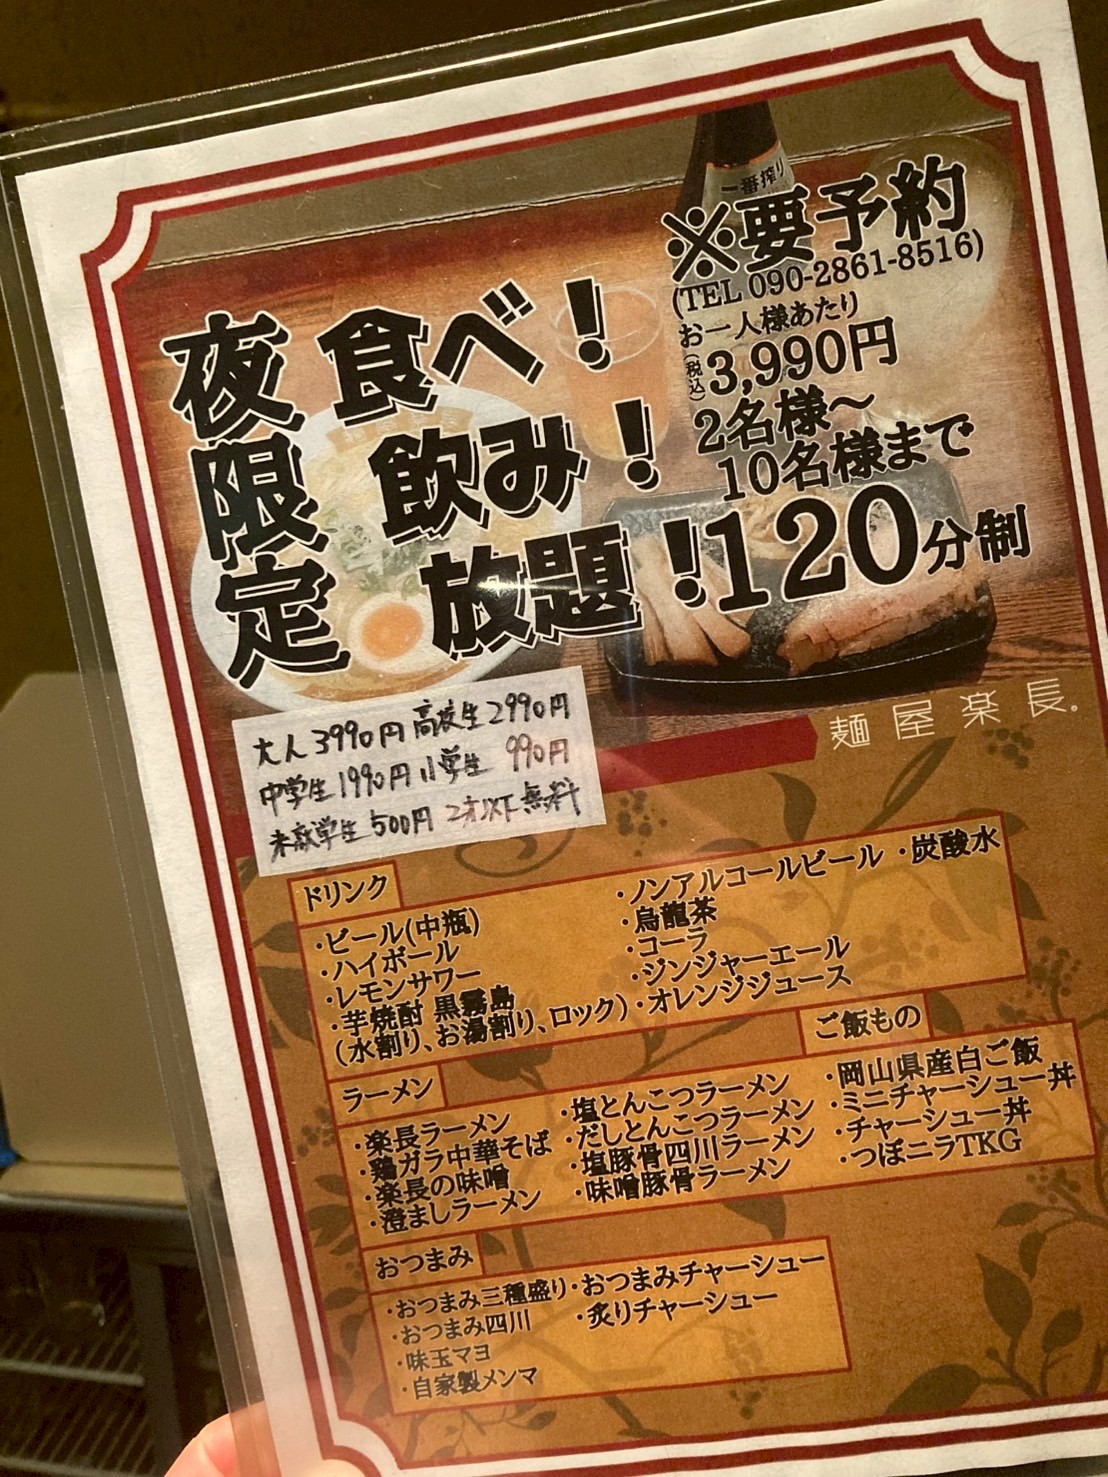 一番搾り
※要予約
(TEL 090-2861-8516)
お一人様あたり
(税込)3,990円
2名様～
10名様まで
120分制
夜限定
食べ!
飲み!
放題!
麺屋楽長。
大人3990円 高校生2990円
中学生1990円 小学生 990円
未就学生500円 2才以下無料
ドリンク
・ビール(中瓶)
・ハイボール
・レモンサワー
・芋焼酎 黒霧島
(水割り、お湯割り、ロック)
・ノンアルコールビール ・炭酸水
・烏龍茶
・コーラ
・ジンジャーエール
・オレンジジュース
ラーメン
・楽長ラーメン
・鶏ガラ中華そば
・楽長の味噌
・澄ましラーメン
・塩とんこつラーメン
・だしとんこつラーメン
・塩豚骨四川ラーメン
・味噌豚骨ラーメン
ご飯もの
・岡山県産白ご飯
・ミニチャーシュー丼
・チャーシュー丼
・つぼニラTKG
おつまみ
・おつまみ三種盛り
・おつまみ四川
・味玉マヨ
・自家製メンマ
・おつまみチャーシュー
・炙りチャーシュー